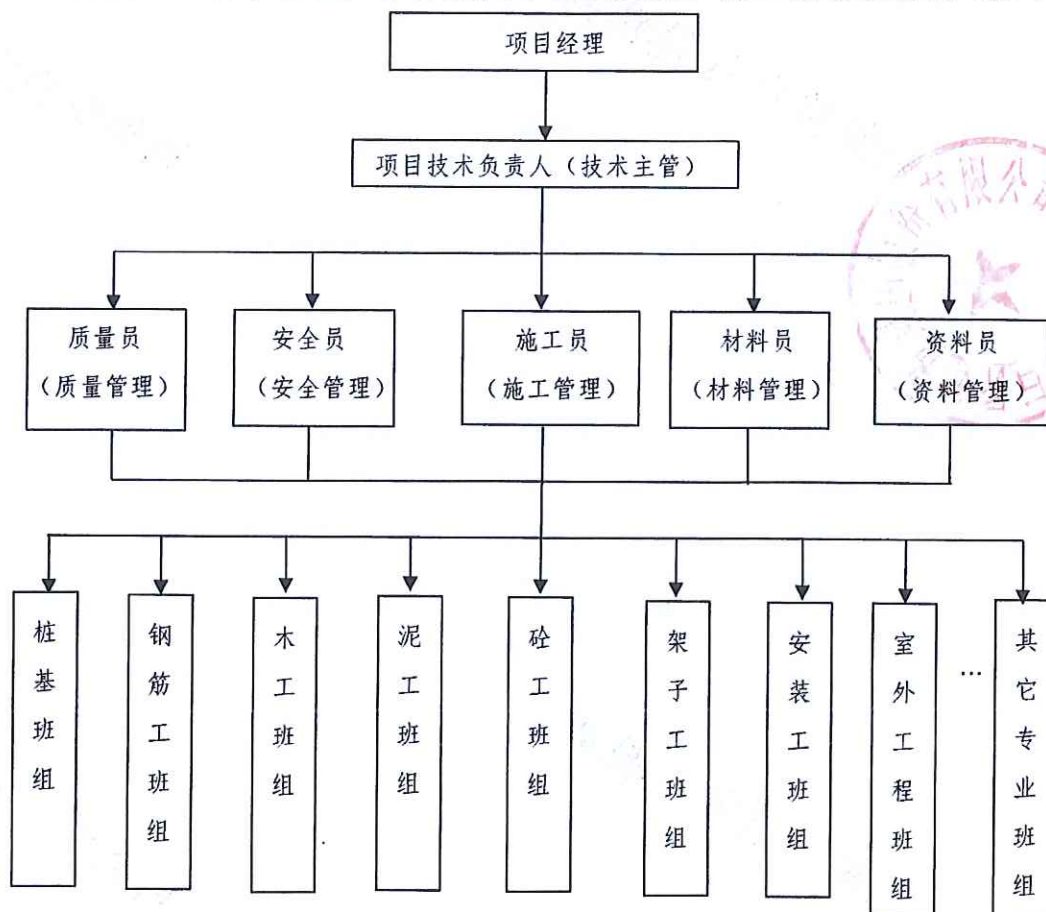 项目经理
项目技术负责人（技术主管）
质量员
（质量管理）
安全员
（安全管理）
施工员
（施工管理）
材料员
（材料管理）
资料员
（资料管理）
有限公
桩基班组
钢筋工班组
木工班组
泥工班组
砼工班组
架子工班组
安装工班组
室外工程班组
…
其它专业班组